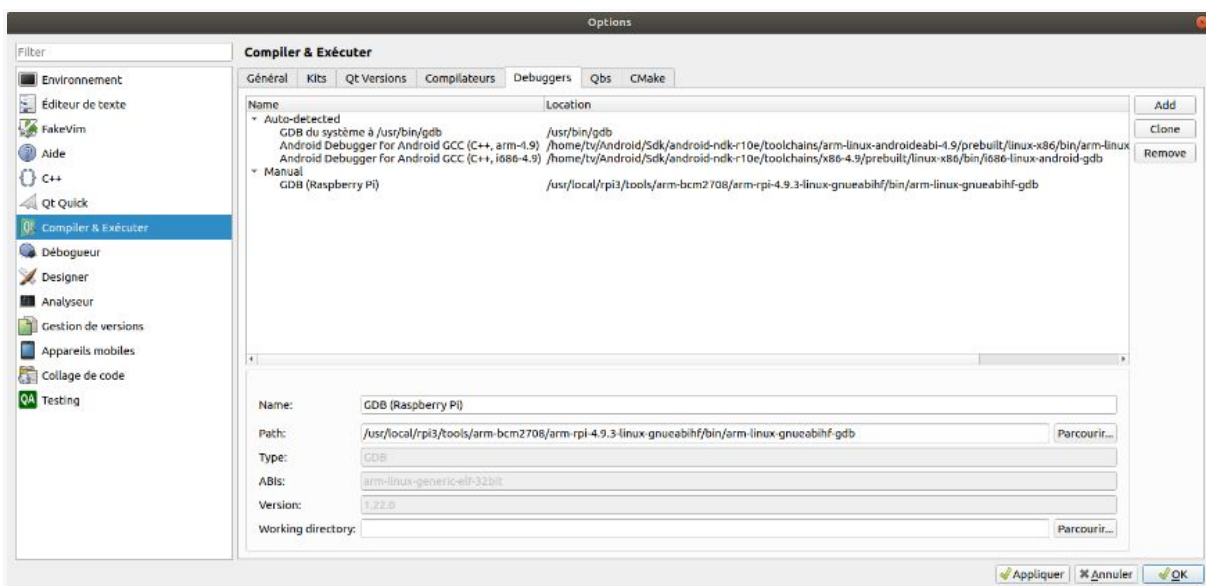 Options
Filter
Environnement
Éditeur de texte
FakeVim
Aide
C++
Qt Quick
Compiler & Exécuter
Débogueur
Designer
Analyseur
Gestion de versions
Appareils mobiles
Collage de code
QA Testing
Compiler & Exécuter
Général Kits Qt Versions Compilateurs Debuggers Qbs CMake
Name Location
Auto-detected
GDB du système à /usr/bin/gdb /usr/bin/gdb
Android Debugger for Android GCC (C++, arm-4.9) /home/tv/Android/Sdk/android-ndk-r10e/toolchains/arm-linux-androideabi-4.9/prebuilt/linux-x86/bin/arm-linux
Android Debugger for Android GCC (C++, i686-4.9) /home/tv/Android/Sdk/android-ndk-r10e/toolchains/x86-4.9/prebuilt/linux-x86/bin/i686-linux-android-gdb
Manual
GDB (Raspberry Pi) /usr/local/rpi3/tools/arm-bcm2708/arm-rpi-4.9.3-linux-gnueabihf/bin/arm-linux-gnueabihf-gdb
Add
Clone
Remove
Name: GDB (Raspberry Pi)
Path: /usr/local/rpi3/tools/arm-bcm2708/arm-rpi-4.9.3-linux-gnueabihf/bin/arm-linux-gnueabihf-gdb Parcourir...
Type: GDB
ABIs: arm-linux-generic-elf-32bit
Version: 1.22.0
Working directory: Parcourir...
Appliquer Annuler OK